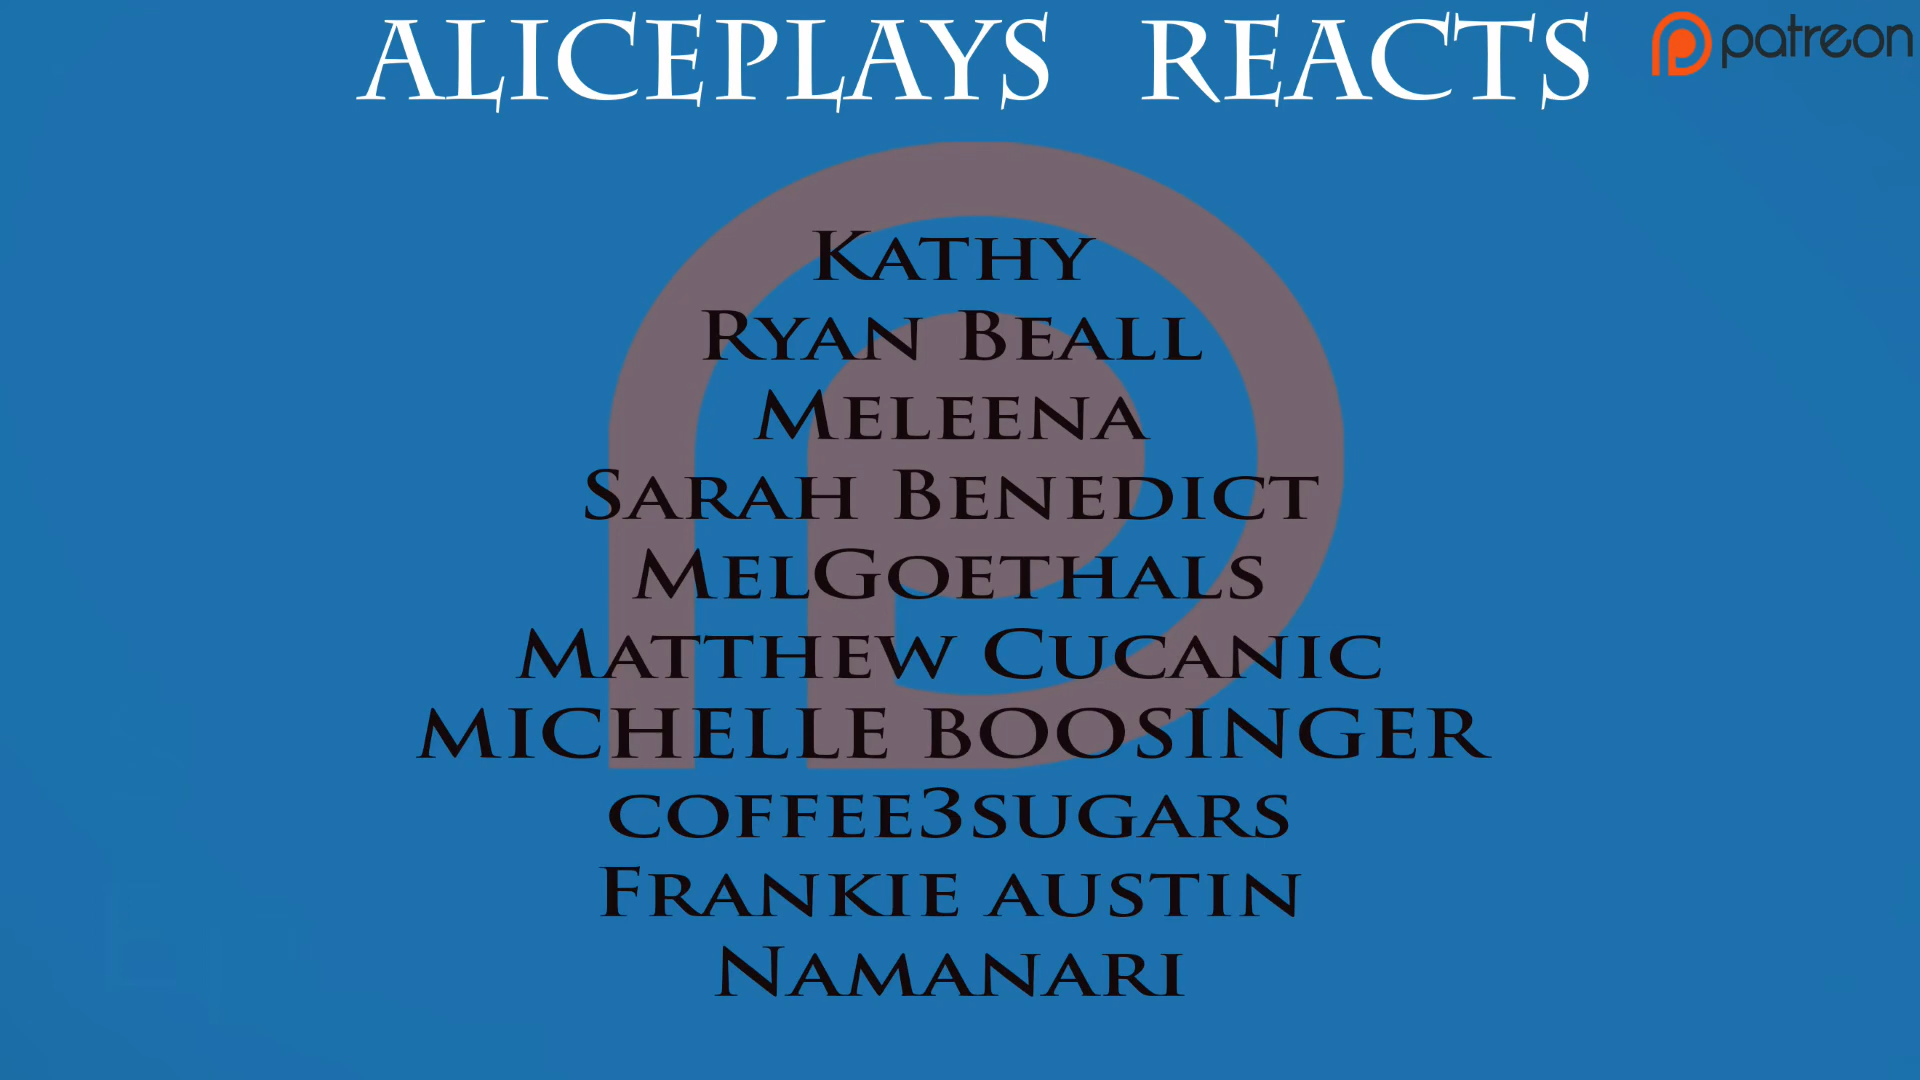 ALICEPLAYS REACTS
patreon
KATHY
RYAN BEALL
MELEENA
SARAH BENEDICT
MELGOETHALS
MATTHEW CUCANIC
MICHELLE BOOSINGER
COFFEE3SUGARS
FRANKIE AUSTIN
NAMANARI